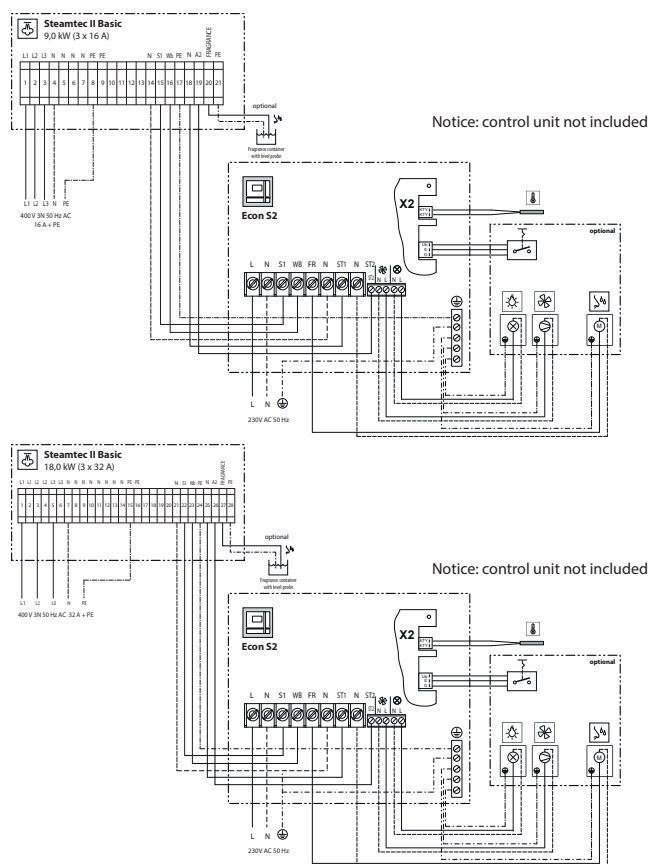 Steamtec II Basic
9,0 kW (3 x 16 A)
L1 L2 L3 N N N N PE PE N S1 Wb PE N A2 FRAGRANCE PE
1 2 3 4 5 6 7 8 9 10 11 12 13 14 15 16 17 18 19 20 21
optional
Fragrance container
with level probe
Notice: control unit not included
L1 L2 L3 N PE
400 V 3N 50 Hz AC
16 A + PE
Econ S2
X2
KTY
KTY
Ub
E
G
optional
L N S1 WB FR N ST1 N ST2
ST2 N L N L
M
L N
230V AC 50 Hz
Steamtec II Basic
18,0 kW (3 x 32 A)
L1 L1 L2 L2 L3 L3 N N N N N N N PE PE N S1 Wb PE N A2 FRAGRANCE PE
1 2 3 4 5 6 7 8 9 10 11 12 13 14 15 16 17 18 19 20 21 22 23 24 25 26 27 28
optional
Fragrance container
with level probe
Notice: control unit not included
L1 L2 L3 N PE
400 V 3N 50 Hz AC 32 A + PE
Econ S2
X2
KTY
KTY
Ub
E
G
optional
L N S1 WB FR N ST1 N ST2
ST2 N L N L
M
L N
230V AC 50 Hz